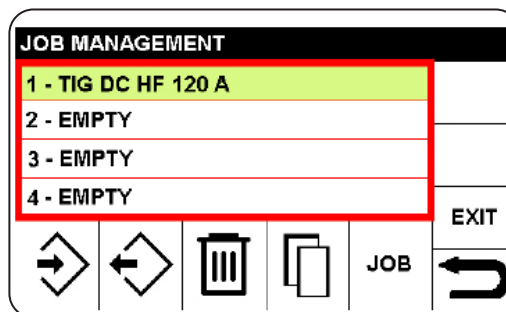 JOB MANAGEMENT
1 - TIG DC HF 120 A
2 - EMPTY
3 - EMPTY
4 - EMPTY
EXIT
JOB